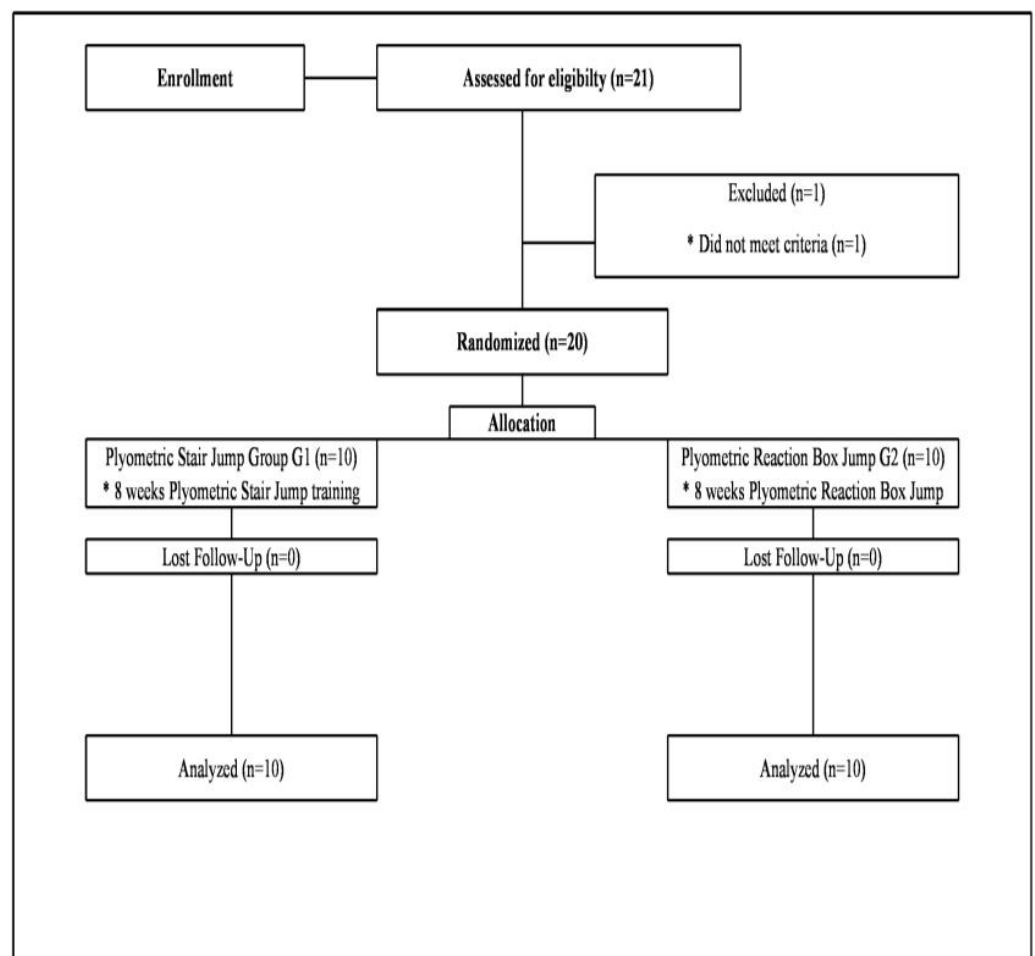 Enrollment
Assessed for eligibilty (n=21)
Excluded (n=1)
* Did not meet criteria (n=1)
Randomized (n=20)
Allocation
Plyometric Stair Jump Group G1 (n=10)
* 8 weeks Plyometric Stair Jump training
Plyometric Reaction Box Jump G2 (n=10)
* 8 weeks Plyometric Reaction Box Jump
Lost Follow-Up (n=0)
Lost Follow-Up (n=0)
Analyzed (n=10)
Analyzed (n=10)